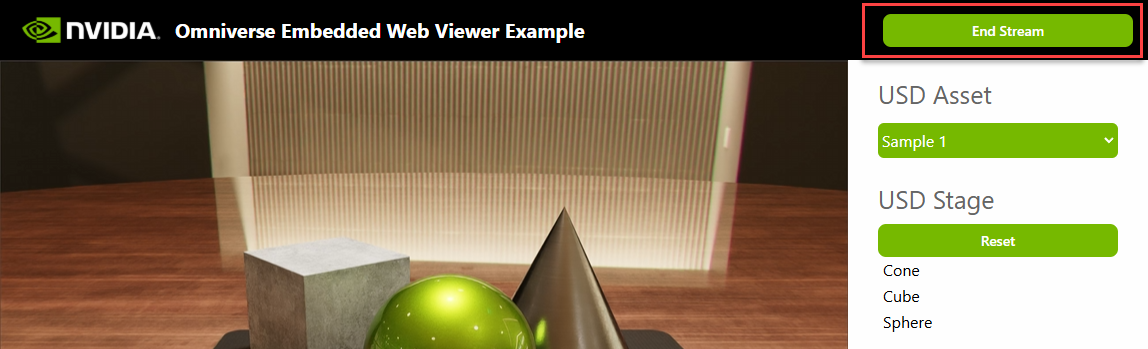 NVIDIA. Omniverse Embedded Web Viewer Example
End Stream
USD Asset
Sample 1
USD Stage
Reset
Cone
Cube
Sphere